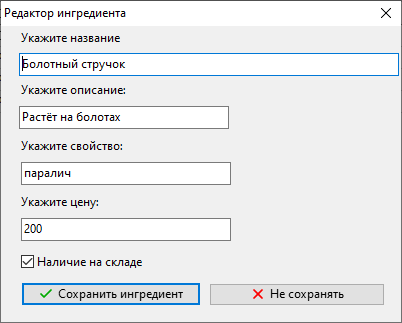 Редактор ингредиента
Укажите название
Болотный стручок
Укажите описание:
Растёт на болотах
Укажите свойство:
паралич
Укажите цену:
200
Наличие на складе
Сохранить ингредиент
Не сохранять